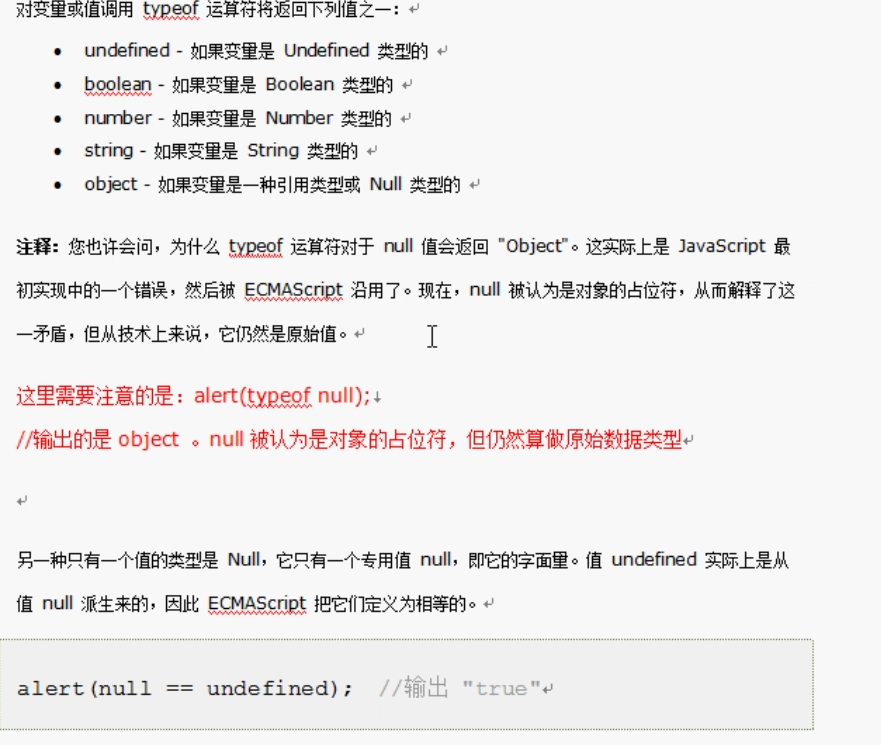 对变量或值调用 typeof 运算符将返回下列值之一：
• undefined - 如果变量是 Undefined 类型的
• boolean - 如果变量是 Boolean 类型的
• number - 如果变量是 Number 类型的
• string - 如果变量是 String 类型的
• object - 如果变量是一种引用类型或 Null 类型的
注释：您也许会问，为什么 typeof 运算符对于 null 值会返回 "Object"。这实际上是 JavaScript 最
初实现中的一个错误，然后被 ECMAScript 沿用了。现在，null 被认为是对象的占位符，从而解释了这
一矛盾，但从技术上来说，它仍然是原始值。
这里需要注意的是：alert(typeof null);
//输出的是 object 。null 被认为是对象的占位符，但仍然算做原始数据类型
另一种只有一个值的类型是 Null，它只有一个专用值 null，即它的字面量。值 undefined 实际上是从
值 null 派生来的，因此 ECMAScript 把它们定义为相等的。
alert(null == undefined);  //输出 "true"